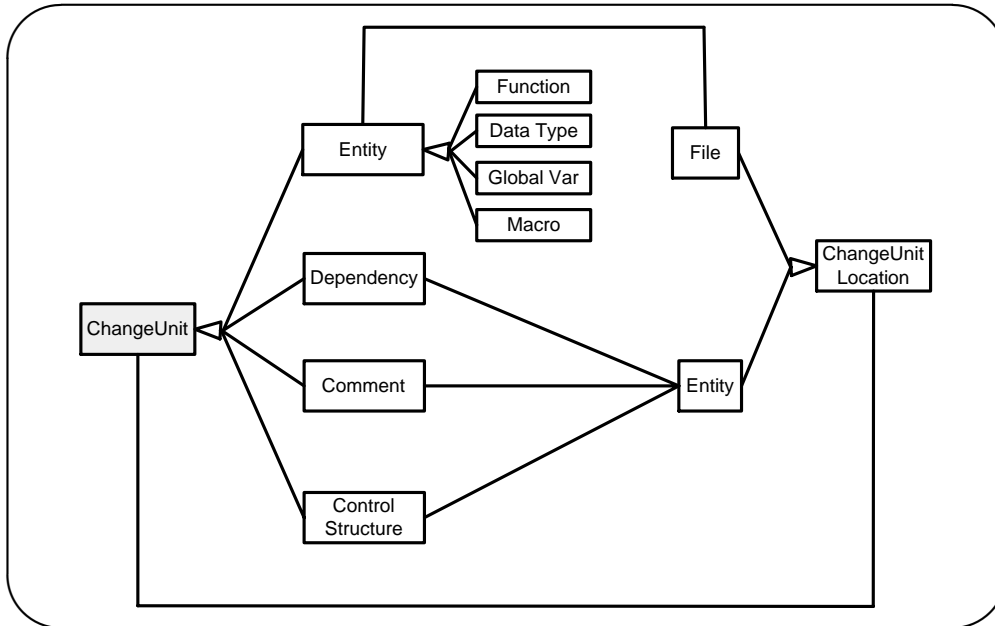 Function
Data Type
Entity
File
Global Var
Macro
ChangeUnit
Location
Dependency
ChangeUnit
Comment
Entity
Control
Structure